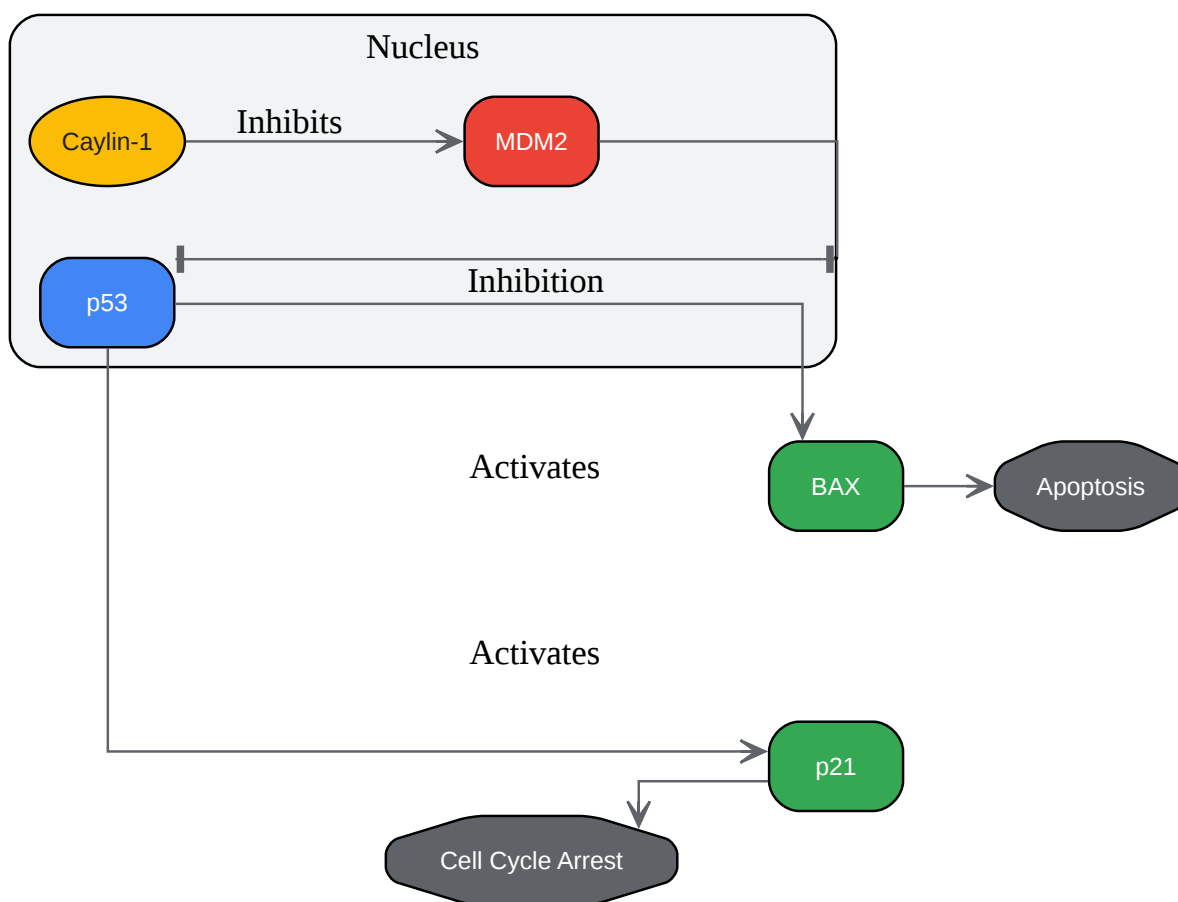 Nucleus
Caylin-1
Inhibits
MDM2
Inhibition
p53
Activates
BAX
Apoptosis
Activates
p21
Cell Cycle Arrest